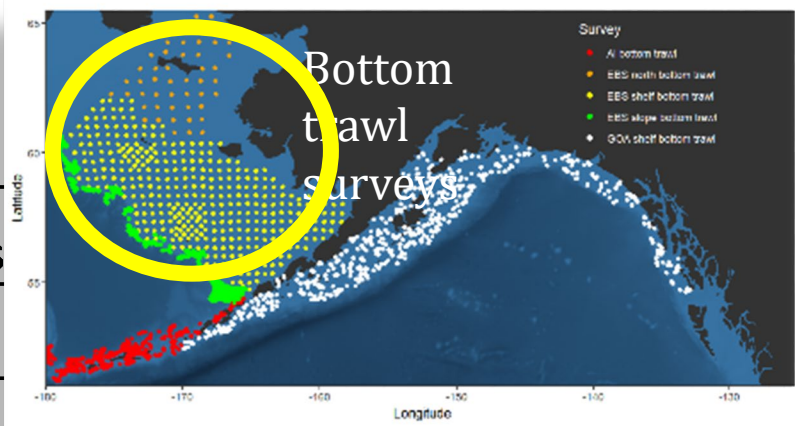 Bottom
trawl
surveys
Survey
AI bottom trawl
EBS north bottom trawl
EBS shelf bottom trawl
EBS slope bottom trawl
GOA shelf bottom trawl
65
60
55
Latitude
-180
-170
-160
-150
-140
-130
Longitude